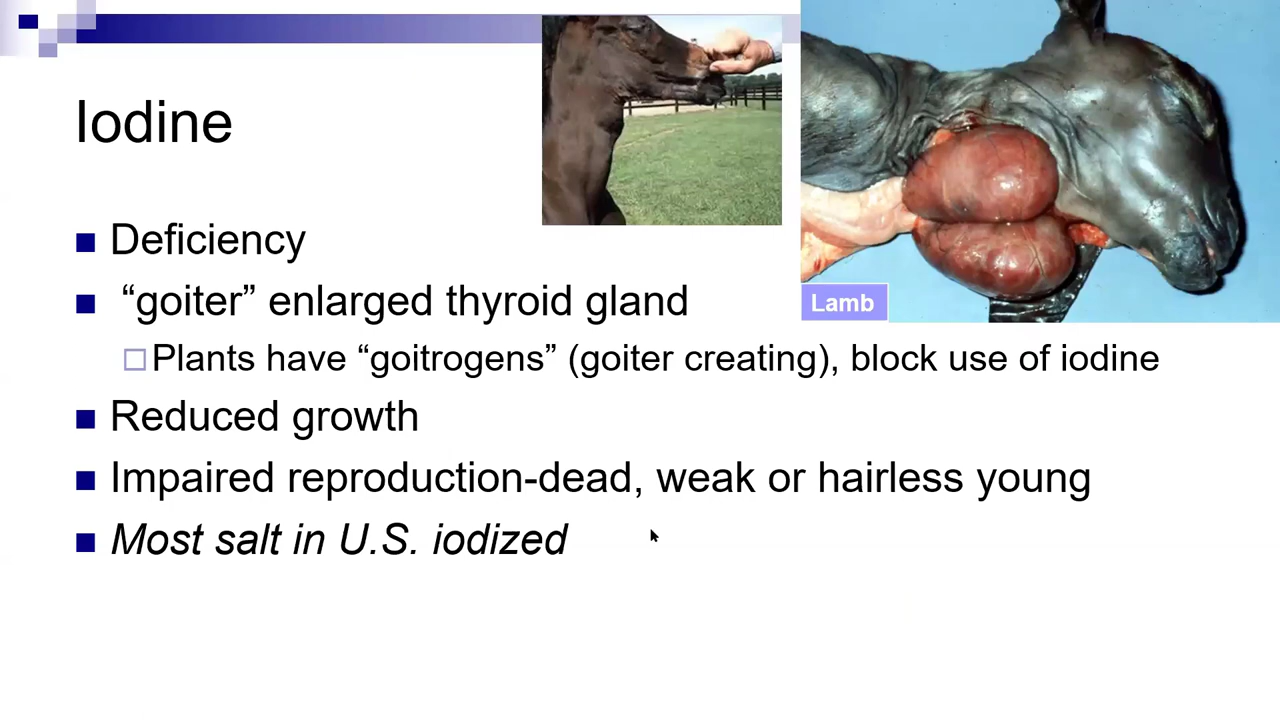 Iodine
Lamb
Deficiency
“goiter” enlarged thyroid gland
Plants have “goitrogens” (goiter creating), block use of iodine
Reduced growth
Impaired reproduction-dead, weak or hairless young
Most salt in U.S. iodized